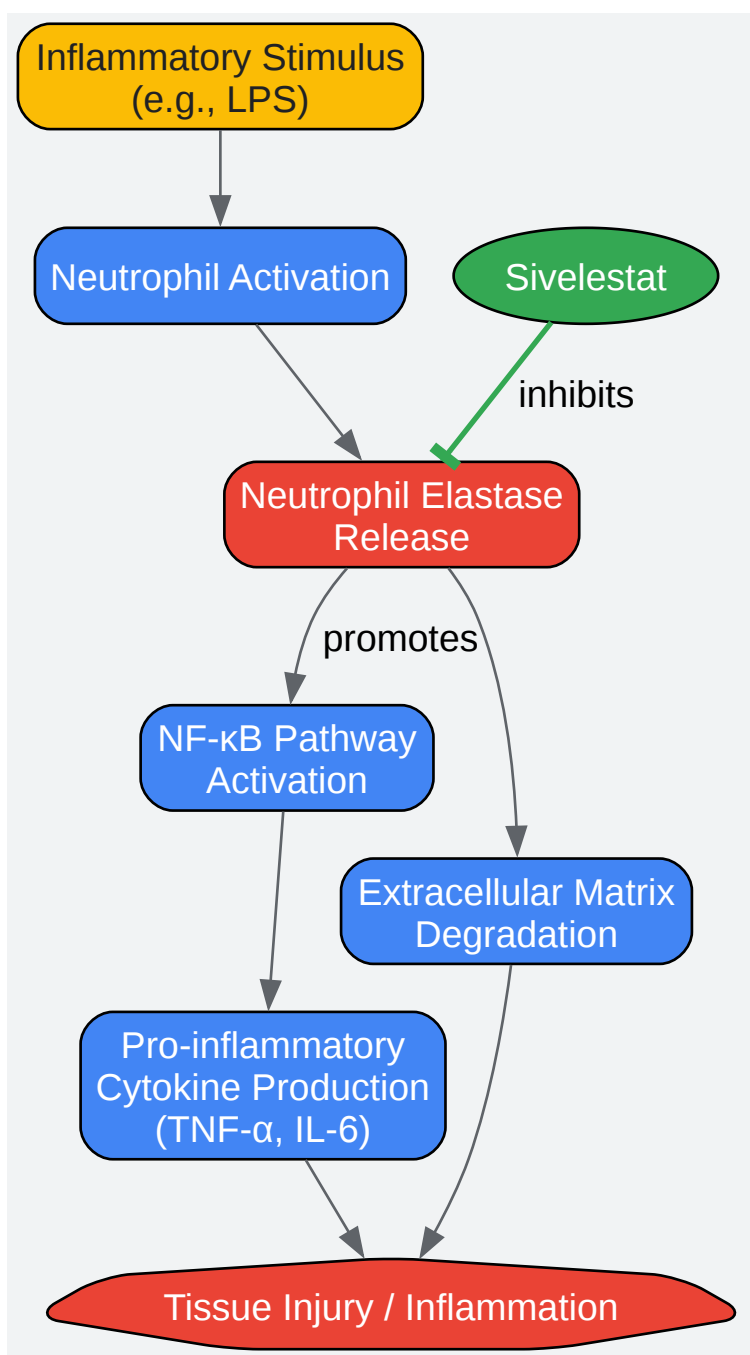 Inflammatory Stimulus
(e.g., LPS)
Neutrophil Activation
Sivelestat
inhibits
Neutrophil Elastase
Release
promotes
NF-κB Pathway
Activation
Extracellular Matrix
Degradation
Pro-inflammatory
Cytokine Production
(TNF-α, IL-6)
Tissue Injury / Inflammation